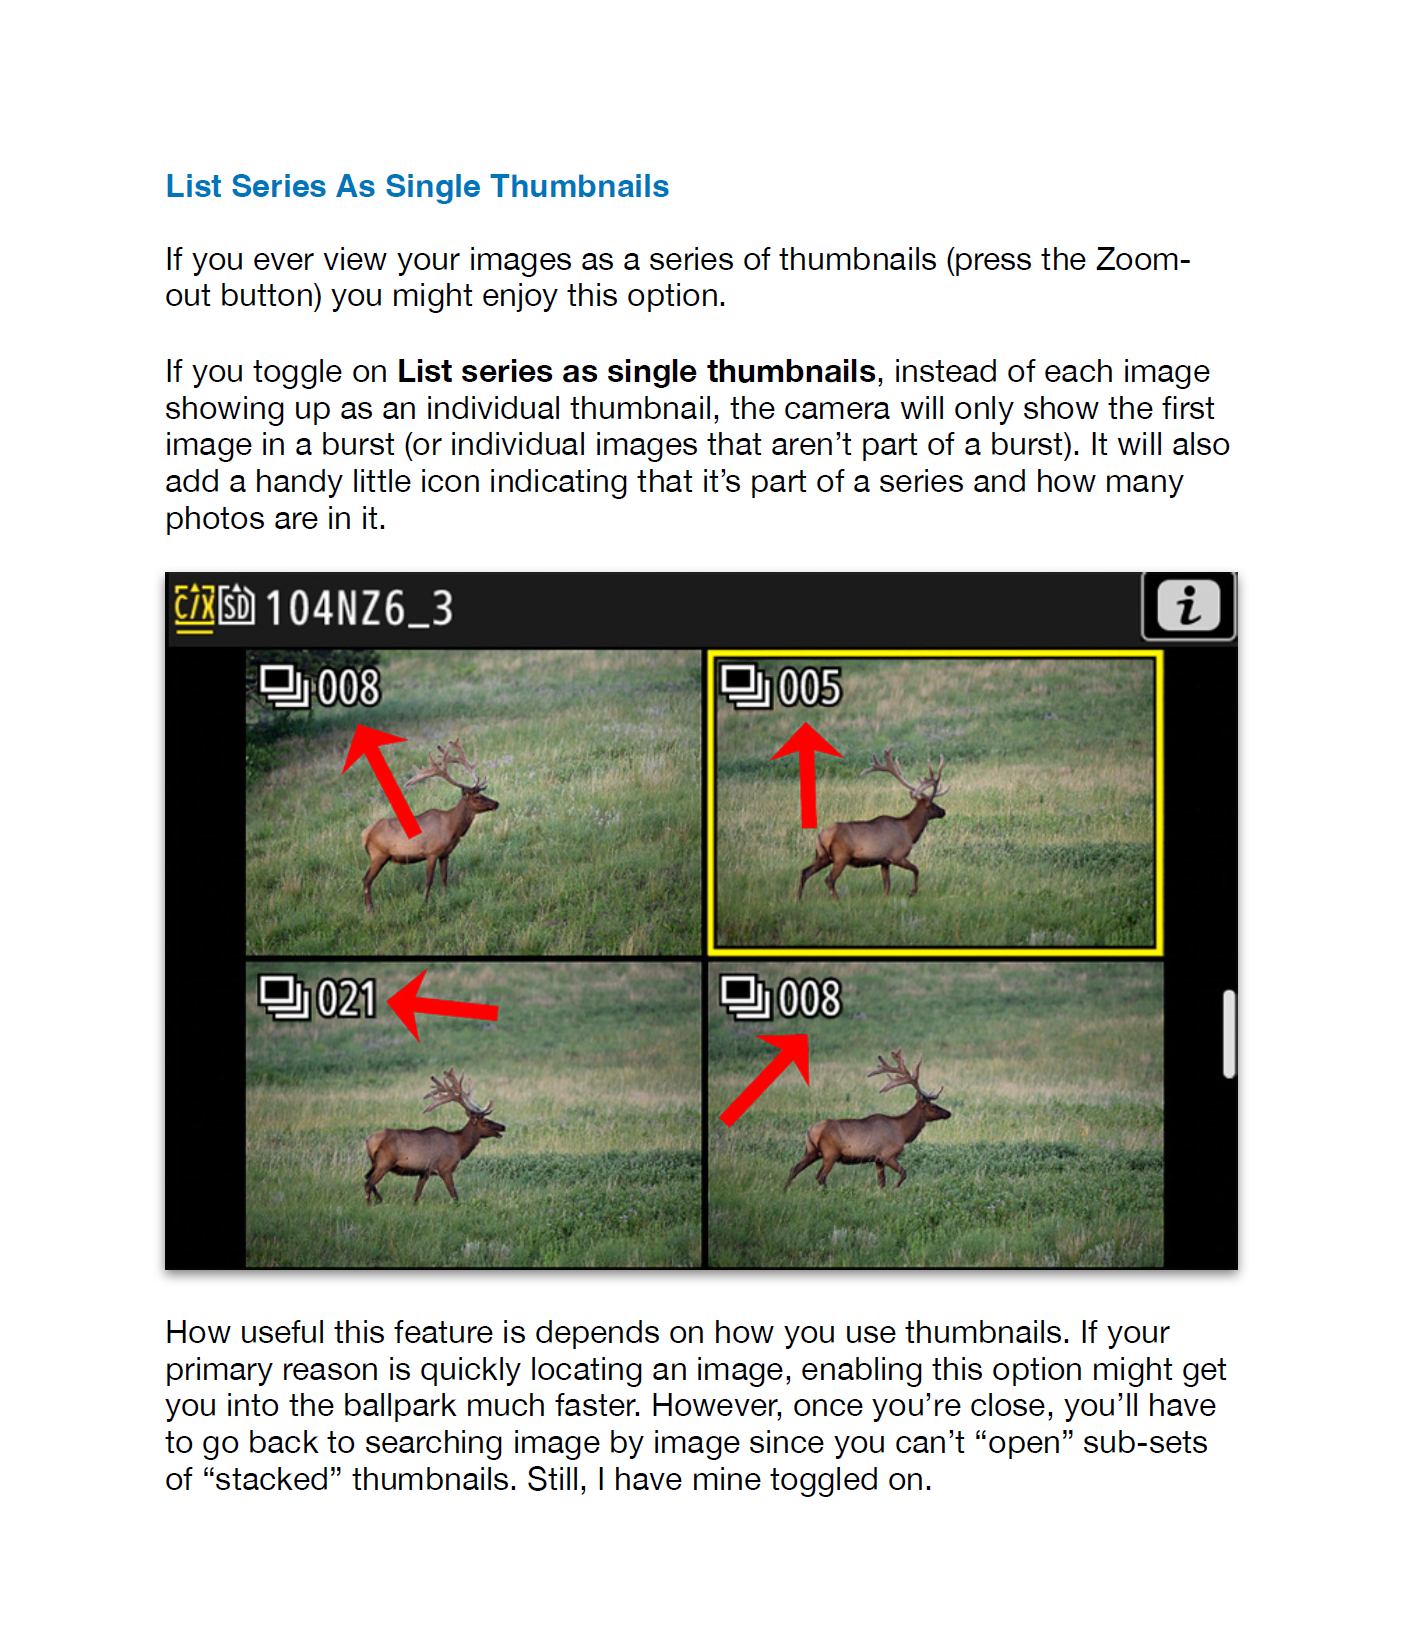 List Series As Single Thumbnails
If you ever view your images as a series of thumbnails (press the Zoom-
out button) you might enjoy this option.
If you toggle on List series as single thumbnails, instead of each image
showing up as an individual thumbnail, the camera will only show the first
image in a burst (or individual images that aren’t part of a burst). It will also
add a handy little icon indicating that it’s part of a series and how many
photos are in it.
C/X SD 104NZ6_3 i
008 005
021 008
How useful this feature is depends on how you use thumbnails. If your
primary reason is quickly locating an image, enabling this option might get
you into the ballpark much faster. However, once you’re close, you’ll have
to go back to searching image by image since you can’t “open” sub-sets
of “stacked” thumbnails. Still, I have mine toggled on.